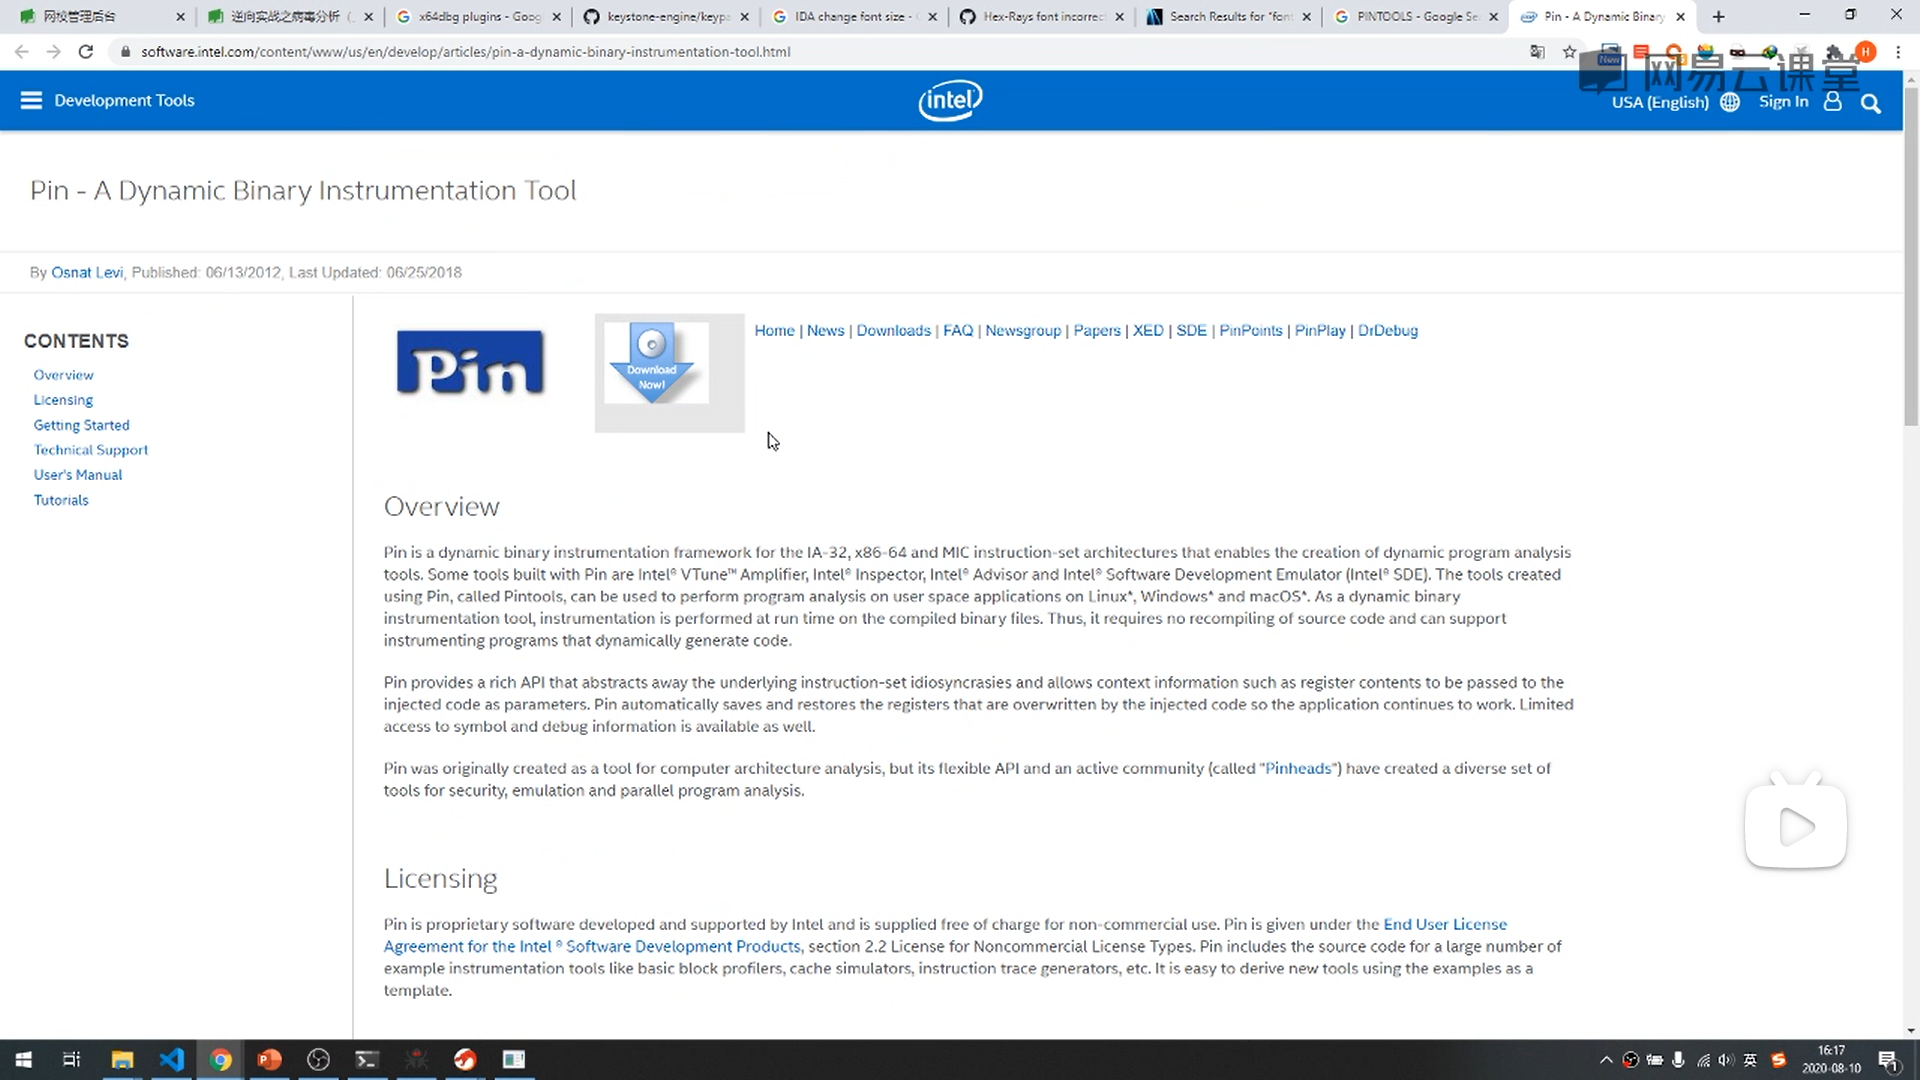 网校管理后台
逆向实战之病毒分析（
x64dbg plugins - Goog
keystone-engine/keypa
IDA change font size -
Hex-Rays font incorrec
Search Results for "font
PINTOOLS - Google Se
Pin - A Dynamic Binary
software.intel.com/content/www/us/en/develop/articles/pin-a-dynamic-binary-instrumentation-tool.html
New
H
网易云课堂
Development Tools
intel
USA (English)
Sign In
Pin - A Dynamic Binary Instrumentation Tool
By Osnat Levi, Published: 06/13/2012, Last Updated: 06/25/2018
CONTENTS
Overview
Licensing
Getting Started
Technical Support
User's Manual
Tutorials
Pin
Download
Now!
Home | News | Downloads | FAQ | Newsgroup | Papers | XED | SDE | PinPoints | PinPlay | DrDebug
Overview
Pin is a dynamic binary instrumentation framework for the IA-32, x86-64 and MIC instruction-set architectures that enables the creation of dynamic program analysis
tools. Some tools built with Pin are Intel® VTune™ Amplifier, Intel® Inspector, Intel® Advisor and Intel® Software Development Emulator (Intel® SDE). The tools created
using Pin, called Pintools, can be used to perform program analysis on user space applications on Linux*, Windows* and macOS*. As a dynamic binary
instrumentation tool, instrumentation is performed at run time on the compiled binary files. Thus, it requires no recompiling of source code and can support
instrumenting programs that dynamically generate code.
Pin provides a rich API that abstracts away the underlying instruction-set idiosyncrasies and allows context information such as register contents to be passed to the
injected code as parameters. Pin automatically saves and restores the registers that are overwritten by the injected code so the application continues to work. Limited
access to symbol and debug information is available as well.
Pin was originally created as a tool for computer architecture analysis, but its flexible API and an active community (called "Pinheads") have created a diverse set of
tools for security, emulation and parallel program analysis.
Licensing
Pin is proprietary software developed and supported by Intel and is supplied free of charge for non-commercial use. Pin is given under the End User License
Agreement for the Intel ® Software Development Products, section 2.2 License for Noncommercial License Types. Pin includes the source code for a large number of
example instrumentation tools like basic block profilers, cache simulators, instruction trace generators, etc. It is easy to derive new tools using the examples as a
template.
英
16:17
2020-08-10
1